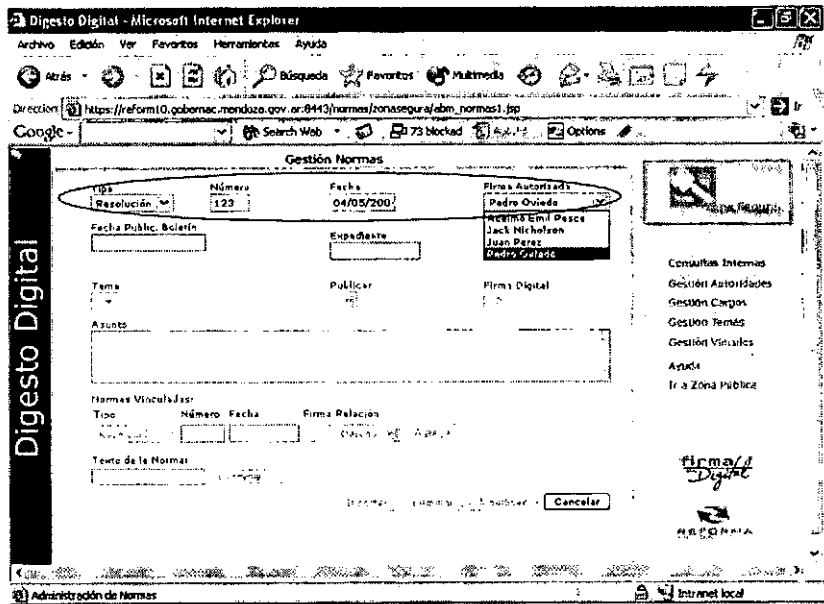 Digesto Digital - Microsoft Internet Explorer
Archivo Edición Ver Favoritos Herramientas Ayuda
Atrás Búsqueda Favoritos Multimedia
Dirección https://reform10.gobernac.mendoza.gov.ar:8443/normas/zonasegura/abm_normas1.jsp Ir
Google - Search Web 73 blocked Options
Gestión Normas
Tipo Número Fecha Firma Autorizada
Resolución 123 04/05/200 Pedro Oviedo
Acelmo Emil Pesce
Jack Nicholson
Juan Perez
Pedro Oviedo
Fecha Public. Boletín Expediente
Tema Publicar Firma Digital
Asunto
Normas Vinculadas:
Tipo Número Fecha Firma Relación
Texto de la Norma:
Cancelar
Digesto Digital
Consultas Internas
Gestión Autoridades
Gestión Cargos
Gestión Temas
Gestión Vínculos
Ayuda
Ir a Zona Pública
firma
Digital
REFORMA
Administración de Normas Intranet local